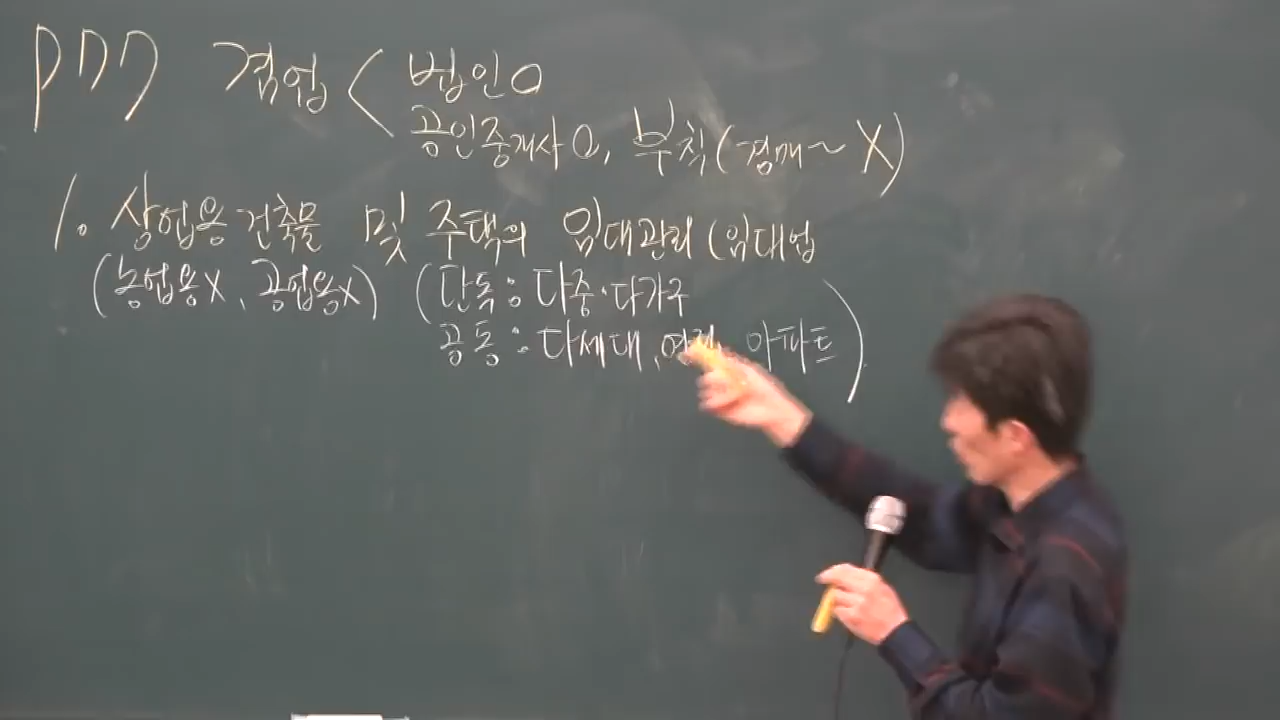 P77 겸업 < 법인O
공인중개사 O, 부칙 (경매~ X)
1. 상업용 건축물 및 주택의 임대관리 (임대업
(농업용X, 공업용X) (단독: 다중·다가구
공동: 다세대, 아파트)